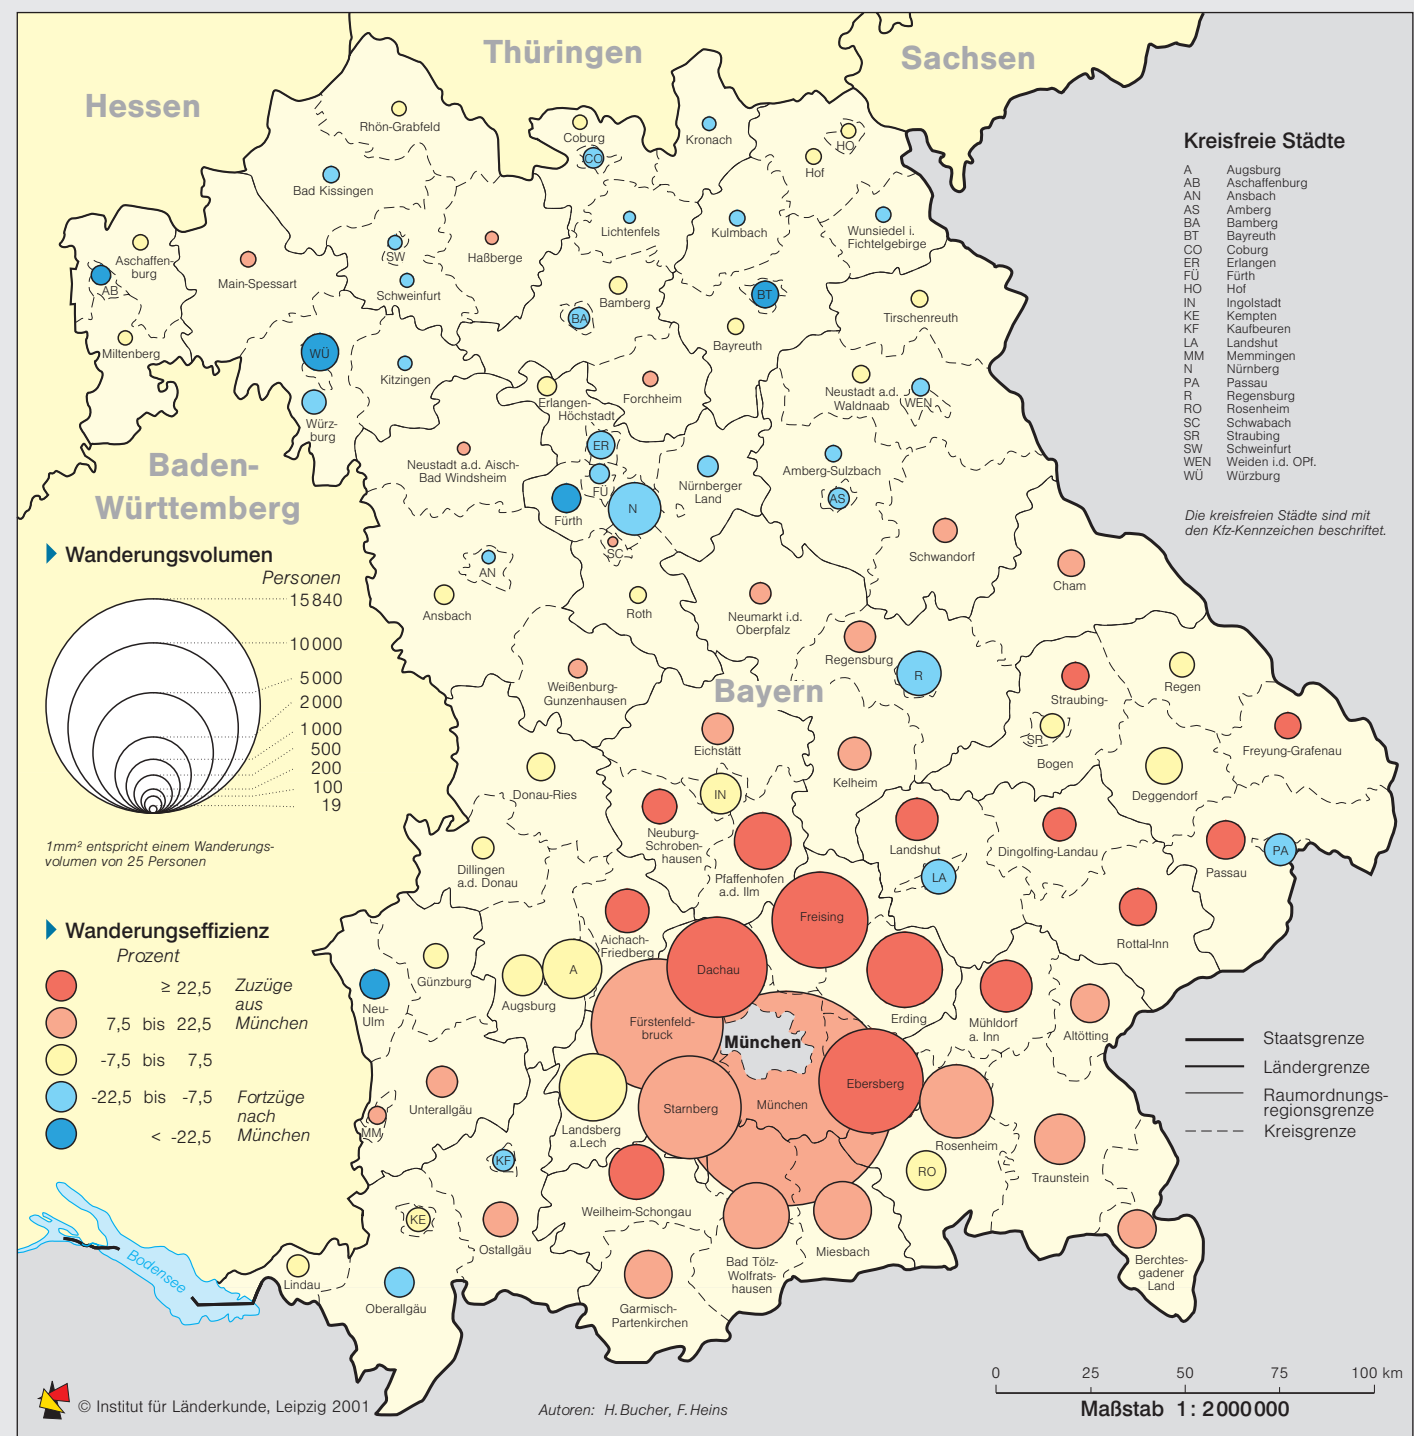 Thüringen
Sachsen
Hessen
Rhön-Grabfeld
Coburg
CO
Kronach
HO
Hof
Bad Kissingen
Lichtenfels
Kulmbach
Wunsiedel i.
Fichtelgebirge
SW
Haßberge
Aschaffen-
burg
AB
Main-Spessart
Schweinfurt
Bamberg
BA
BT
Bayreuth
Tirschenreuth
Miltenberg
WÜ
Kitzingen
Würz-
burg
Erlangen-
Höchstadt
Forchheim
Neustadt a.d.
Waldnaab
WEN
Neustadt a.d. Aisch-
Bad Windsheim
ER
FÜ
Fürth
N
Nürnberger
Land
Amberg-Sulzbach
AS
SC
AN
Ansbach
Roth
Neumarkt i.d.
Oberpfalz
Schwandorf
Cham
Regensburg
R
Weißenburg-
Gunzenhausen
Bayern
Straubing-
SR
Bogen
Regen
Freyung-Grafenau
Deggendorf
Eichstätt
Kelheim
Donau-Ries
IN
Neuburg-
Schroben-
hausen
Pfaffenhofen
a.d. Ilm
Landshut
LA
Dingolfing-Landau
Passau
PA
Rottal-Inn
Dillingen
a.d. Donau
Aichach-
Friedberg
Günzburg
Augsburg
A
Neu-
Ulm
Dachau
Freising
Erding
Mühldorf
a. Inn
Altötting
Fürstenfeld-
bruck
München
München
Ebersberg
Starnberg
Landsberg
a.Lech
Rosenheim
RO
Traunstein
Unterallgäu
MM
KF
KE
Ostallgäu
Oberallgäu
Lindau
Weilheim-Schongau
Garmisch-
Partenkirchen
Bad Tölz-
Wolfrats-
hausen
Miesbach
Berchtes-
gadener
Land
Baden-
Württemberg
Wanderungsvolumen
Personen
15840
10000
5000
2000
1000
500
200
100
19
1mm² entspricht einem Wanderungs-
volumen von 25 Personen
Wanderungseffizienz
Prozent
≥ 22,5
7,5 bis 22,5
-7,5 bis 7,5
-22,5 bis -7,5
< -22,5
Zuzüge
aus
München
Fortzüge
nach
München
Bodensee
Kreisfreie Städte
A Augsburg
AB Aschaffenburg
AN Ansbach
AS Amberg
BA Bamberg
BT Bayreuth
CO Coburg
ER Erlangen
FÜ Fürth
HO Hof
IN Ingolstadt
KE Kempten
KF Kaufbeuren
LA Landshut
MM Memmingen
N Nürnberg
PA Passau
R Regensburg
RO Rosenheim
SC Schwabach
SR Straubing
SW Schweinfurt
WEN Weiden i.d. OPf.
WÜ Würzburg
Die kreisfreien Städte sind mit
den Kfz-Kennzeichen beschriftet.
Staatsgrenze
Ländergrenze
Raumordnungs-
regionsgrenze
Kreisgrenze
0 25 50 75 100 km
Maßstab 1 : 2000000
© Institut für Länderkunde, Leipzig 2001
Autoren: H.Bucher, F.Heins